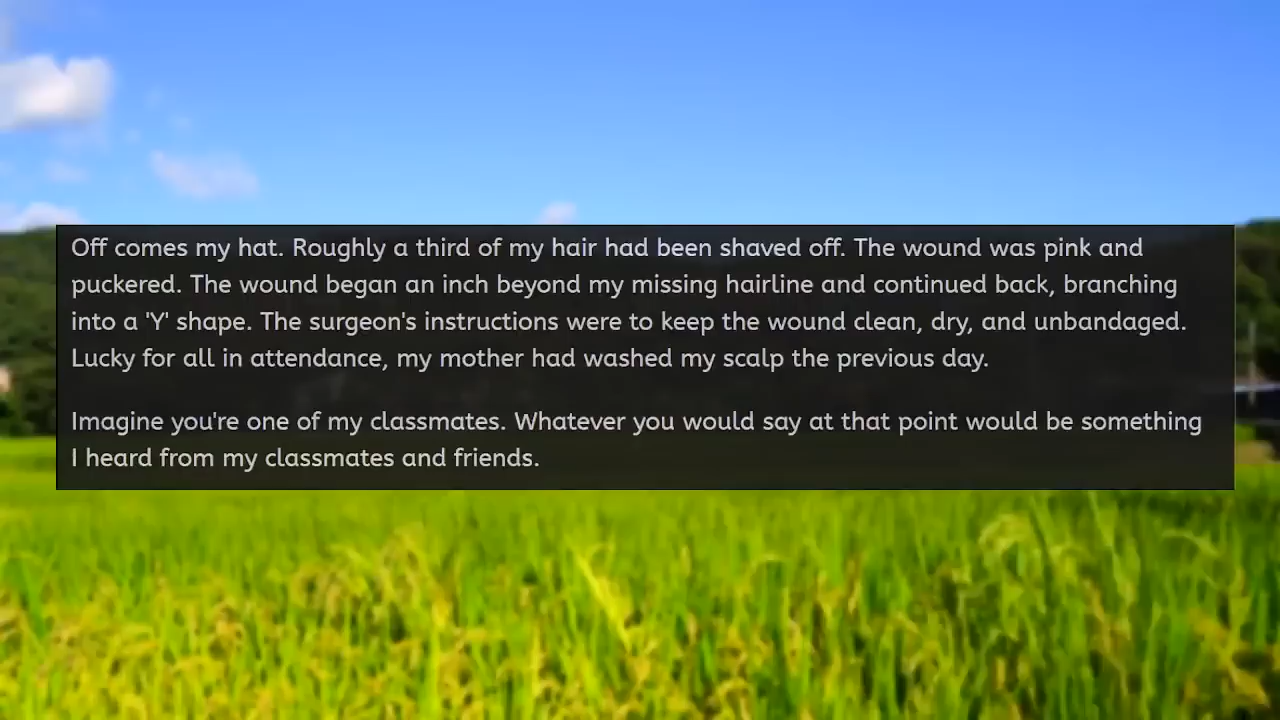 Off comes my hat. Roughly a third of my hair had been shaved off. The wound was pink and
puckered. The wound began an inch beyond my missing hairline and continued back, branching
into a 'Y' shape. The surgeon's instructions were to keep the wound clean, dry, and unbandaged.
Lucky for all in attendance, my mother had washed my scalp the previous day.
Imagine you're one of my classmates. Whatever you would say at that point would be something
I heard from my classmates and friends.